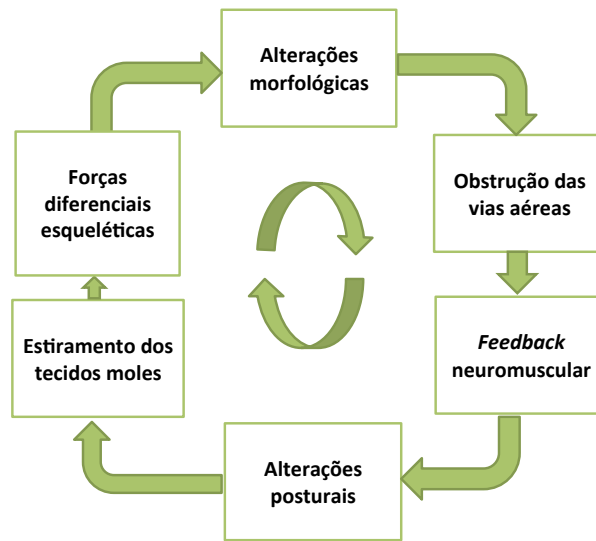 Alterações
morfológicas
Obstrução das
vias aéreas
Feedback
neuromuscular
Alterações
posturais
Estiramento dos
tecidos moles
Forças
diferenciais
esqueléticas